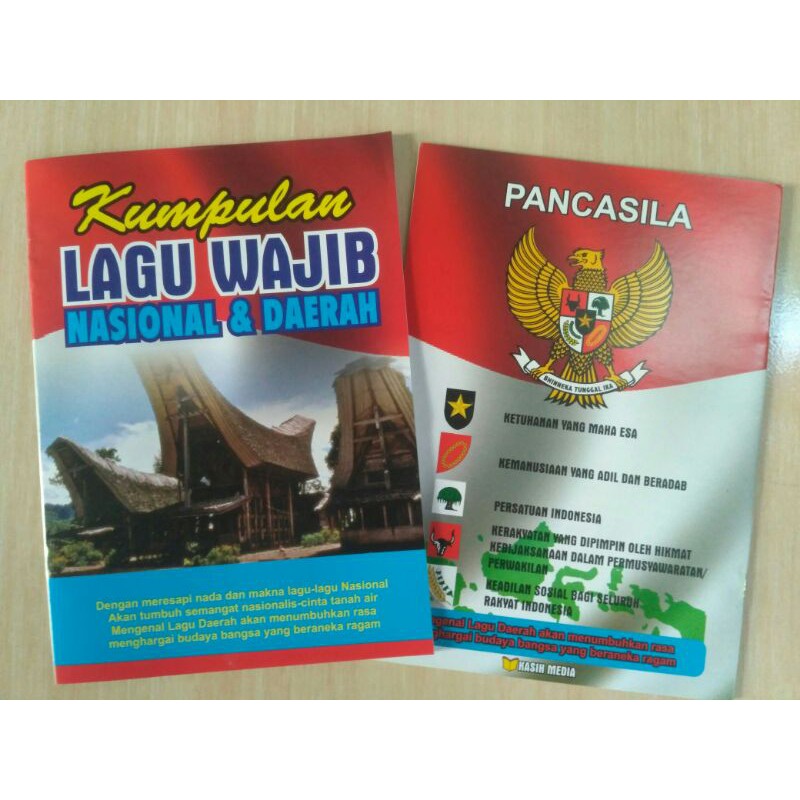 Kumpulan
LAGU WAJIB
NASIONAL & DAERAH
Dengan meresapi nada dan makna lagu-lagu Nasional
Akan tumbuh semangat nasionalis-cinta tanah air
Mengenal Lagu Daerah akan menumbuhkan rasa
menghargai budaya bangsa yang beraneka ragam
PANCASILA
BHINNEKA TUNGGAL IKA
KETUHANAN YANG MAHA ESA
KEMANUSIAAN YANG ADIL DAN BERADAB
PERSATUAN INDONESIA
KERAKYATAN YANG DIPIMPIN OLEH HIKMAT
KEBIJAKSANAAN DALAM PERMUSYAWARATAN/
PERWAKILAN
KEADILAN SOSIAL BAGI SELURUH
RAKYAT INDONESIA
engenal Lagu Daerah akan menumbuhkan rasa
enghargai budaya bangsa yang beraneka ragam
KASIH MEDIA